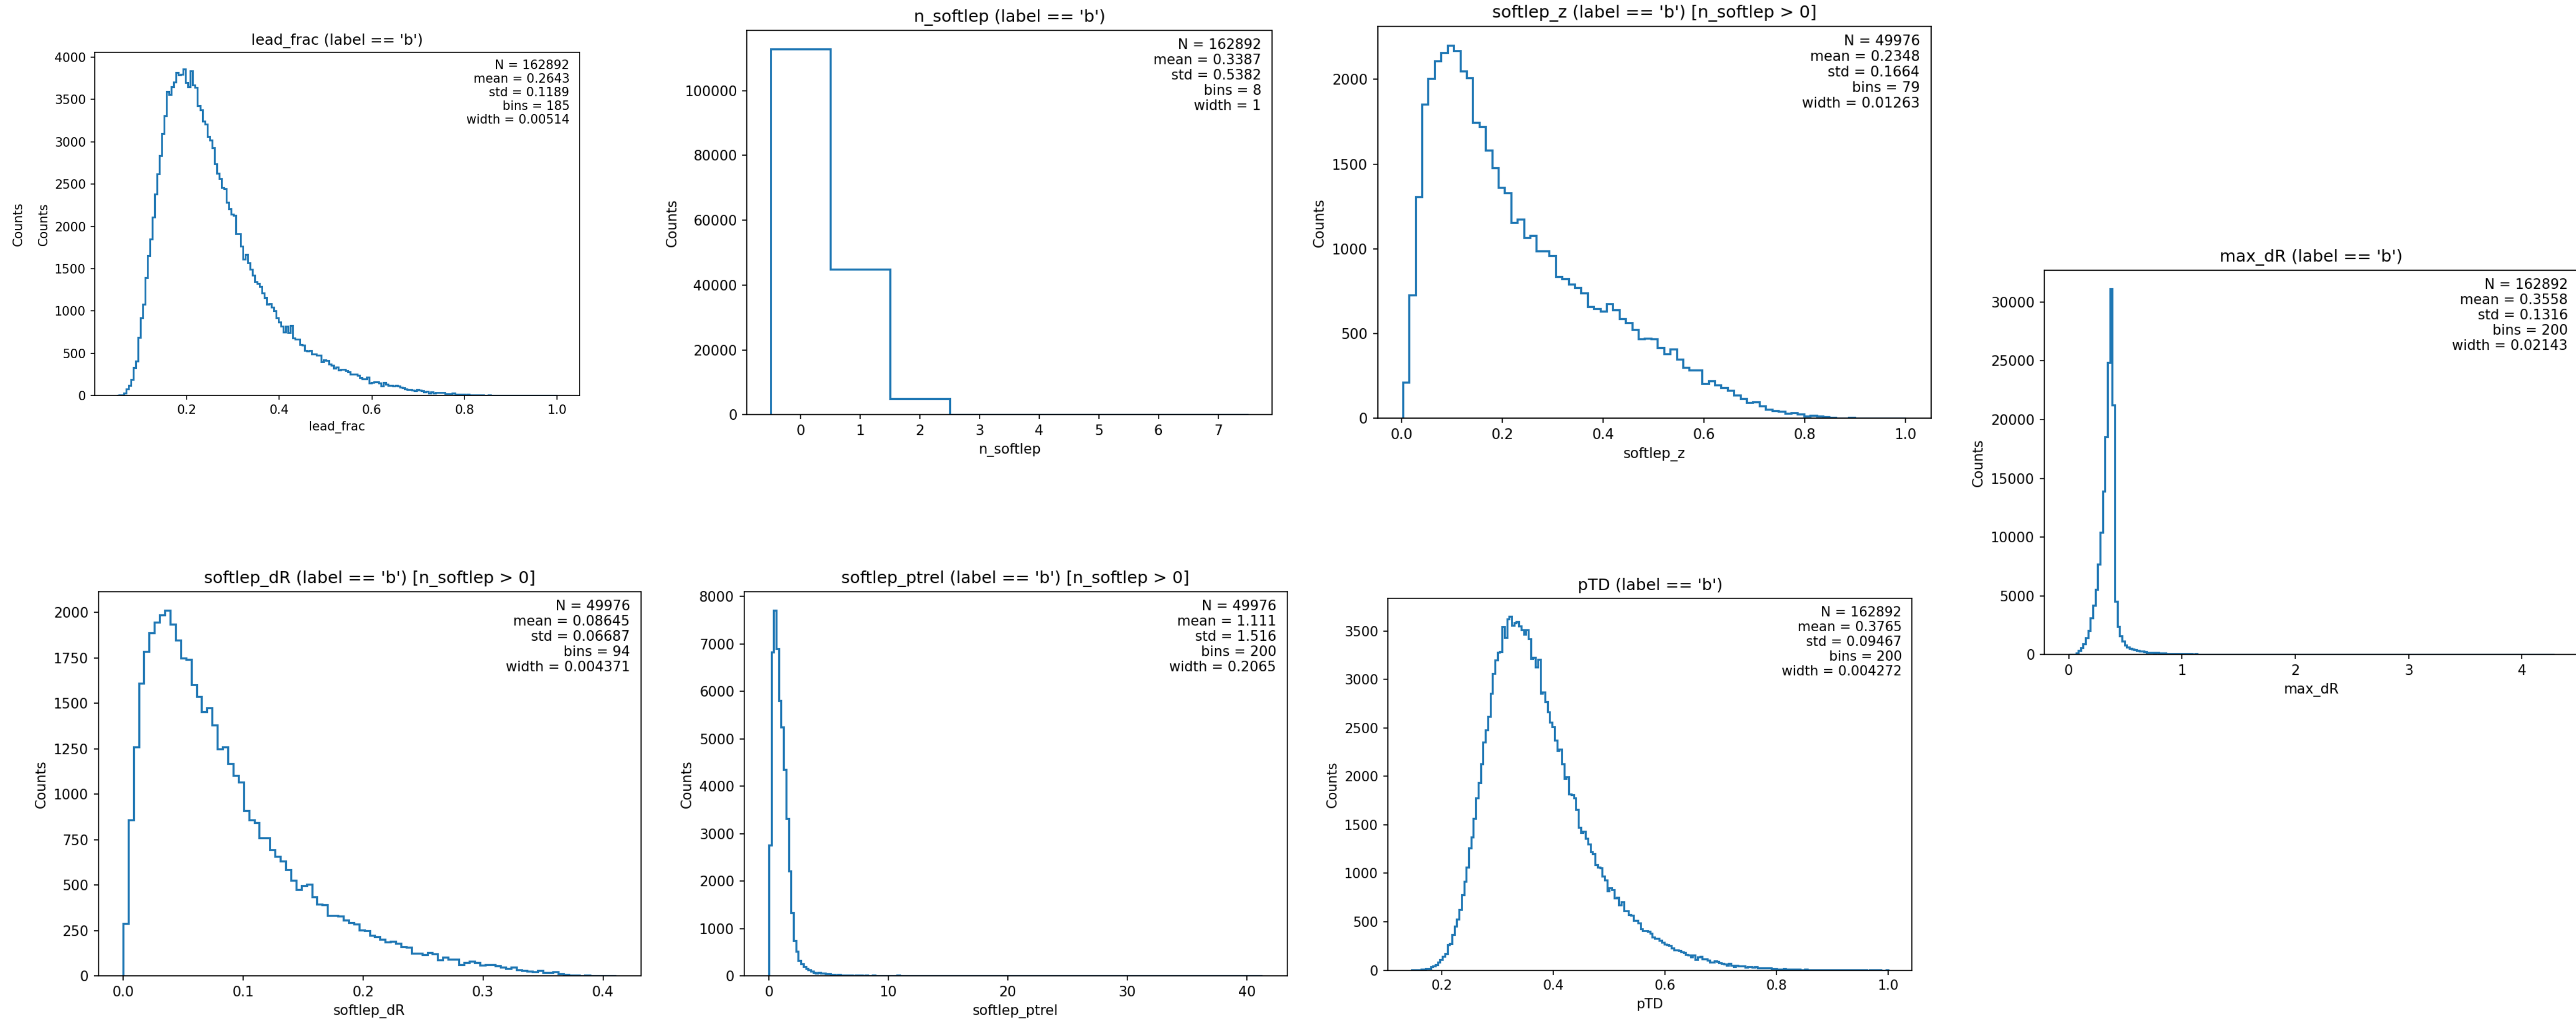 lead_frac (label == 'b')
N = 162892
mean = 0.2643
std = 0.1189
bins = 185
width = 0.00514
Counts
Counts
4000
3500
3000
2500
2000
1500
1000
500
0
0.2 0.4 0.6 0.8 1.0
lead_frac
n_softlep (label == 'b')
N = 162892
mean = 0.3387
std = 0.5382
bins = 8
width = 1
Counts
100000
80000
60000
40000
20000
0
0 1 2 3 4 5 6 7
n_softlep
softlep_z (label == 'b') [n_softlep > 0]
N = 49976
mean = 0.2348
std = 0.1664
bins = 79
width = 0.01263
Counts
2000
1500
1000
500
0
0.0 0.2 0.4 0.6 0.8 1.0
softlep_z
max_dR (label == 'b')
N = 162892
mean = 0.3558
std = 0.1316
bins = 200
width = 0.02143
Counts
30000
25000
20000
15000
10000
5000
0
0 1 2 3 4
max_dR
softlep_dR (label == 'b') [n_softlep > 0]
N = 49976
mean = 0.08645
std = 0.06687
bins = 94
width = 0.004371
Counts
2000
1750
1500
1250
1000
750
500
250
0
0.0 0.1 0.2 0.3 0.4
softlep_dR
softlep_ptrel (label == 'b') [n_softlep > 0]
N = 49976
mean = 1.111
std = 1.516
bins = 200
width = 0.2065
Counts
8000
7000
6000
5000
4000
3000
2000
1000
0
0 10 20 30 40
softlep_ptrel
pTD (label == 'b')
N = 162892
mean = 0.3765
std = 0.09467
bins = 200
width = 0.004272
Counts
3500
3000
2500
2000
1500
1000
500
0
0.2 0.4 0.6 0.8 1.0
pTD